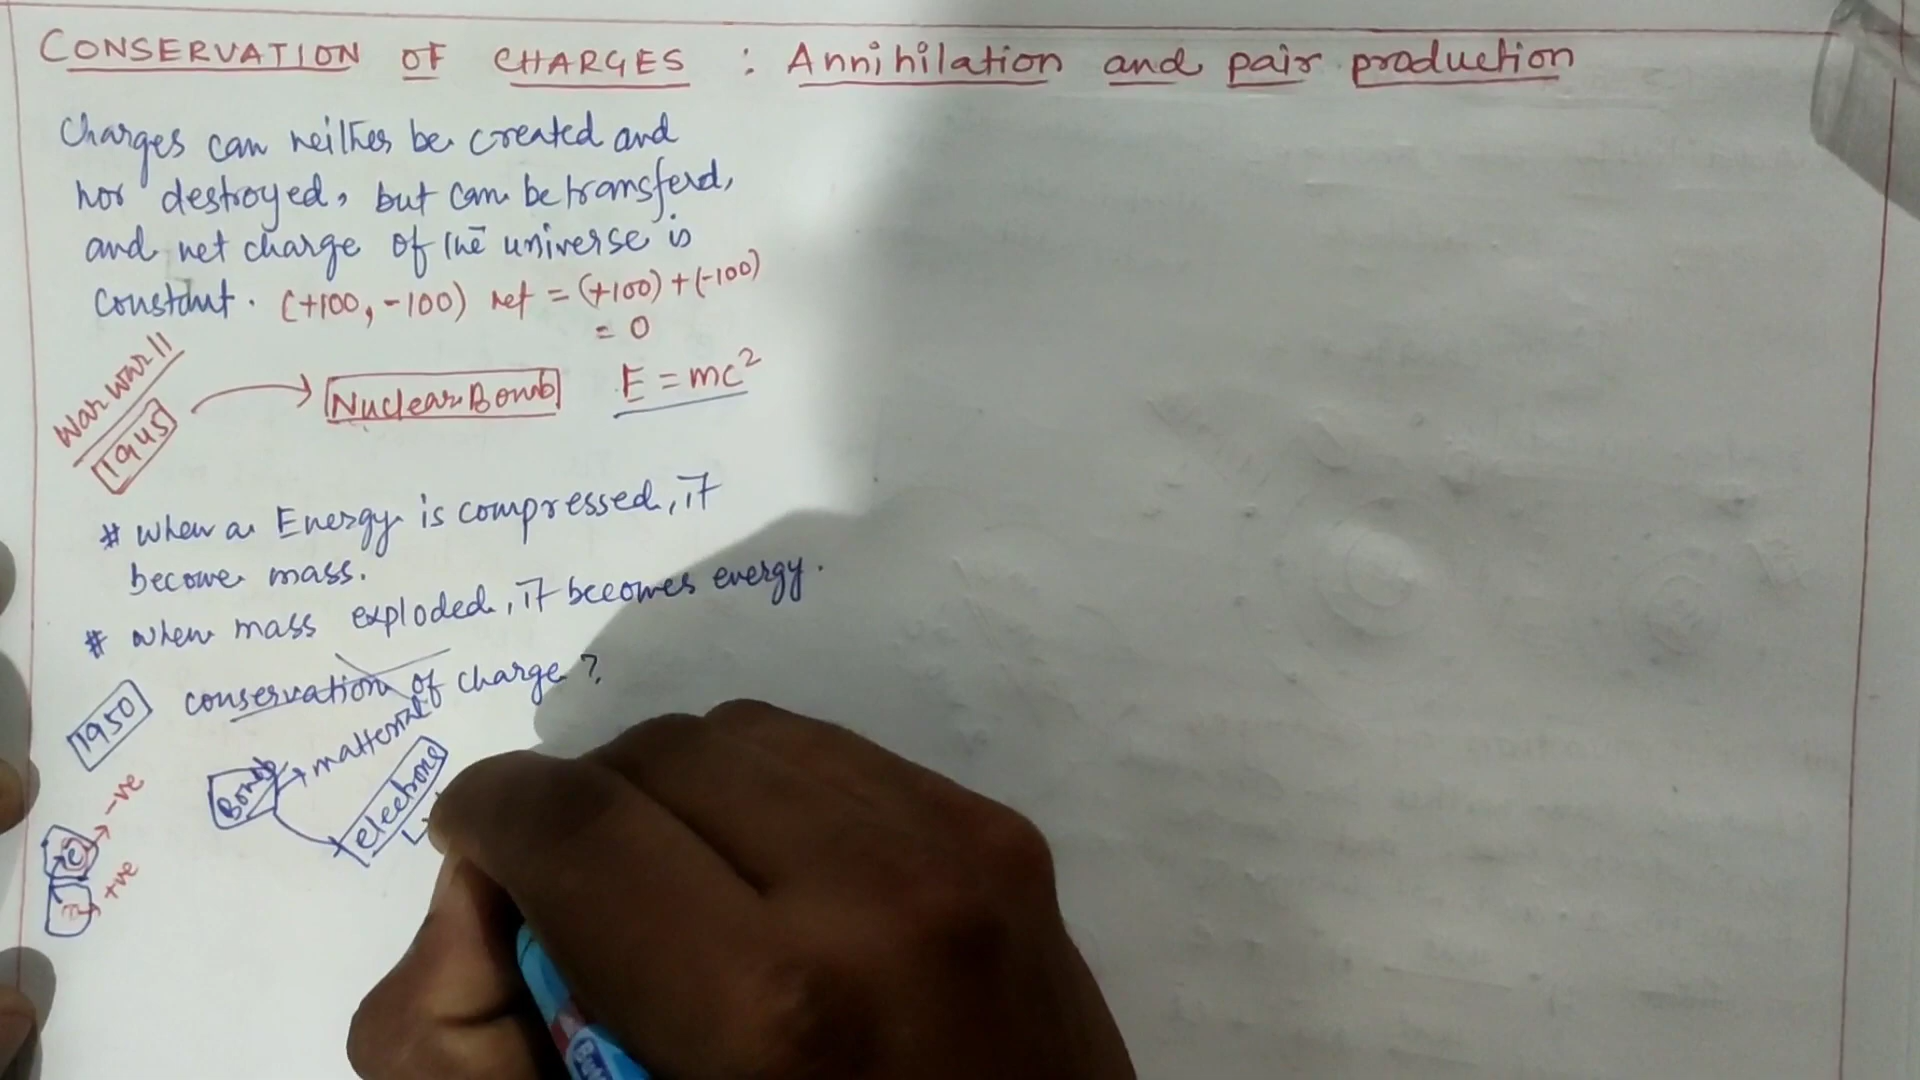 CONSERVATION OF CHARGES : Annihilation and pair production
Charges can neither be created and
nor destroyed, but can be transferd,
and net charge of the universe is
constant. (+100, -100) net = (+100) + (-100)
= 0
War War II
1945
Nuclear Bomb
E = mc²
# when a Energy is compressed, it
become mass.
# when mass exploded, it becomes energy.
1950
conservation of charge ?
Bomb
matterial
electrons
-ve
e
+ve